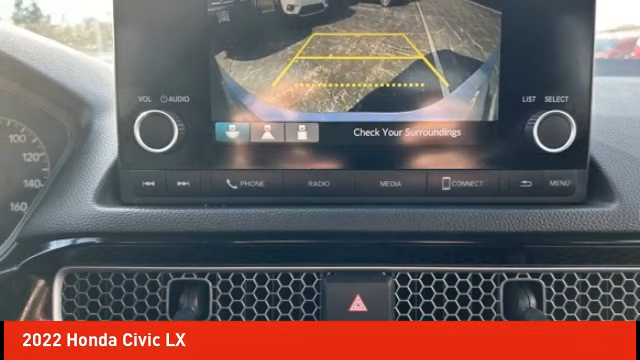 VOL AUDIO
LIST SELECT
Check Your Surroundings
PHONE RADIO MEDIA CONNECT MENU
100
120
140
160
2022 Honda Civic LX